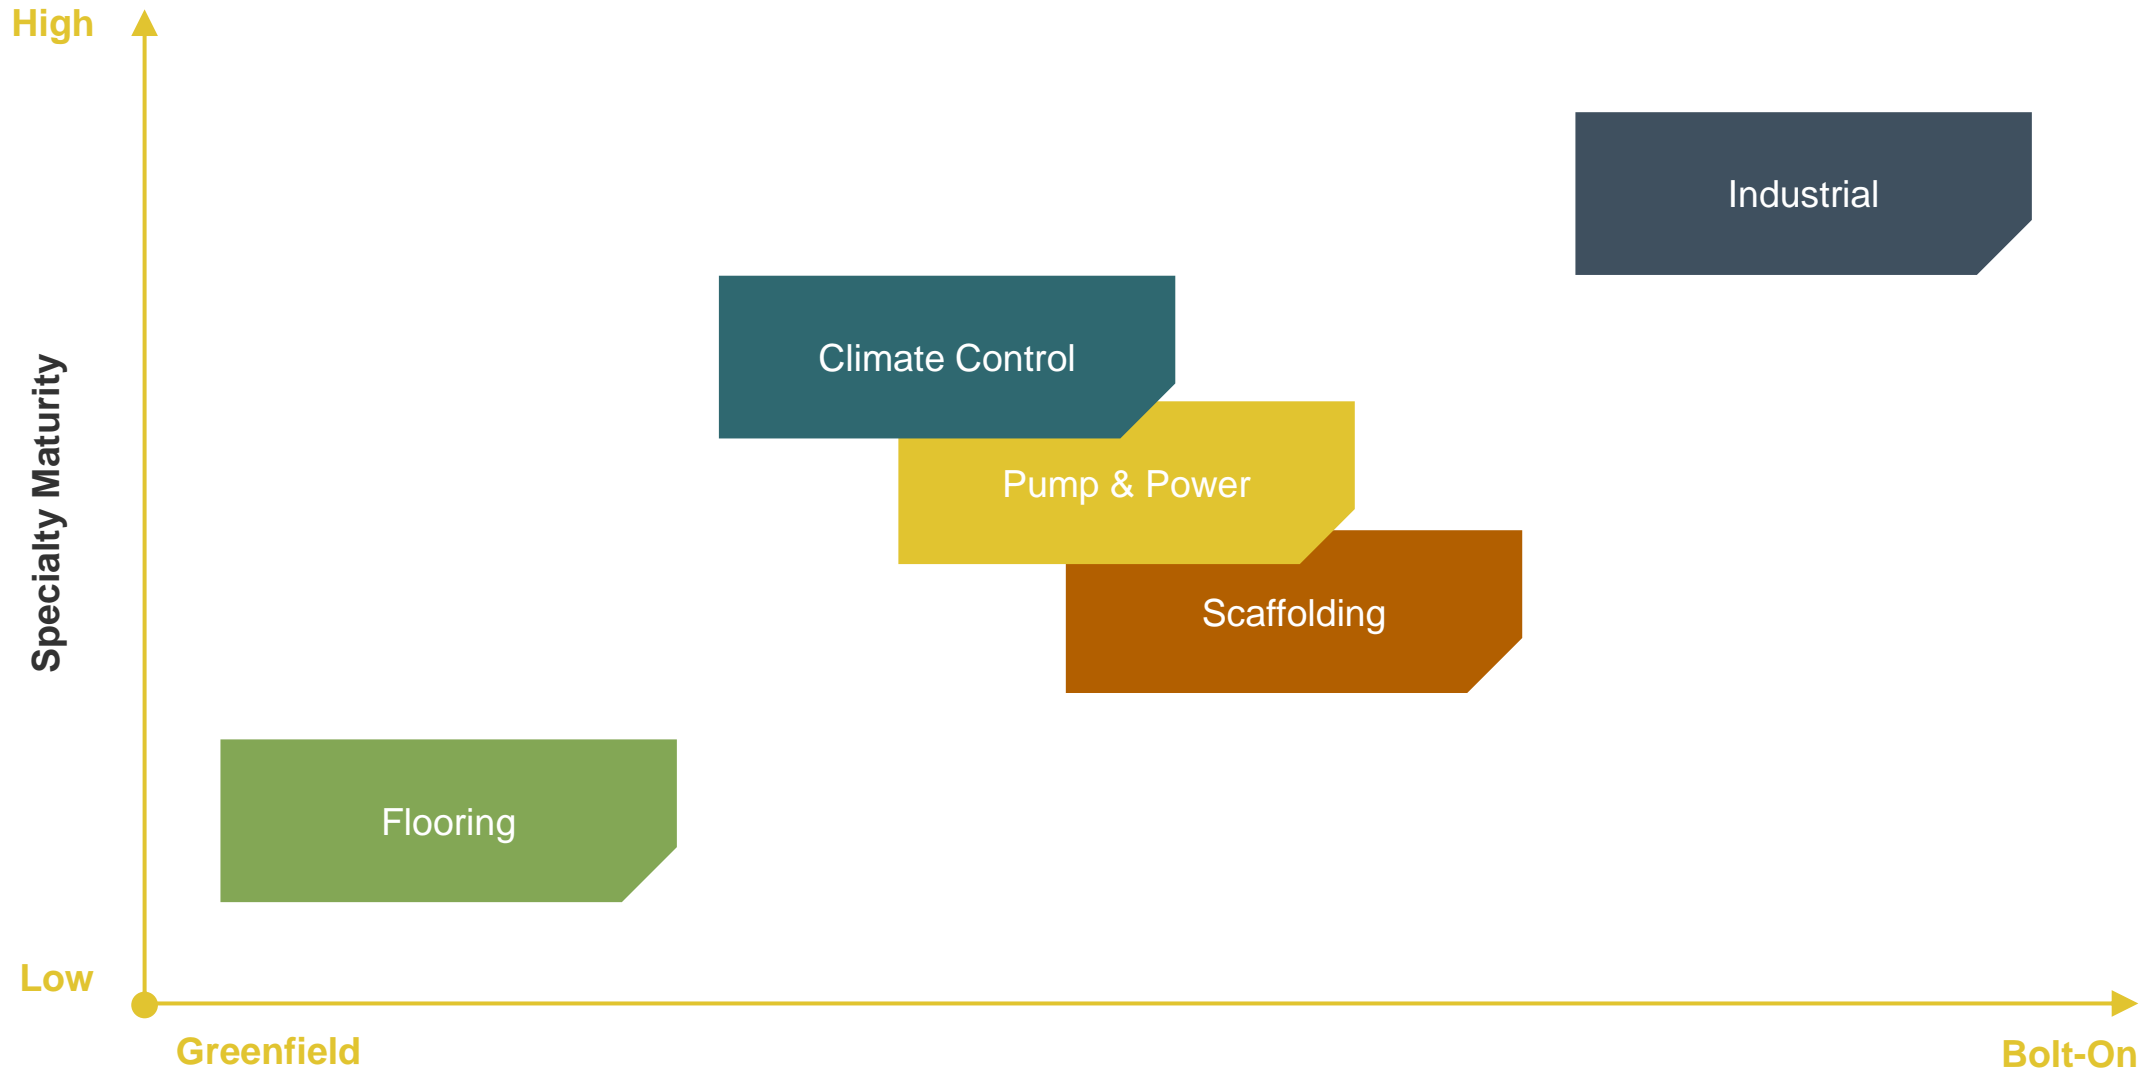 High
Industrial
Climate Control
Specialty Maturity
Pump & Power
Scaffolding
Flooring
Low
Greenfield
Bolt-On